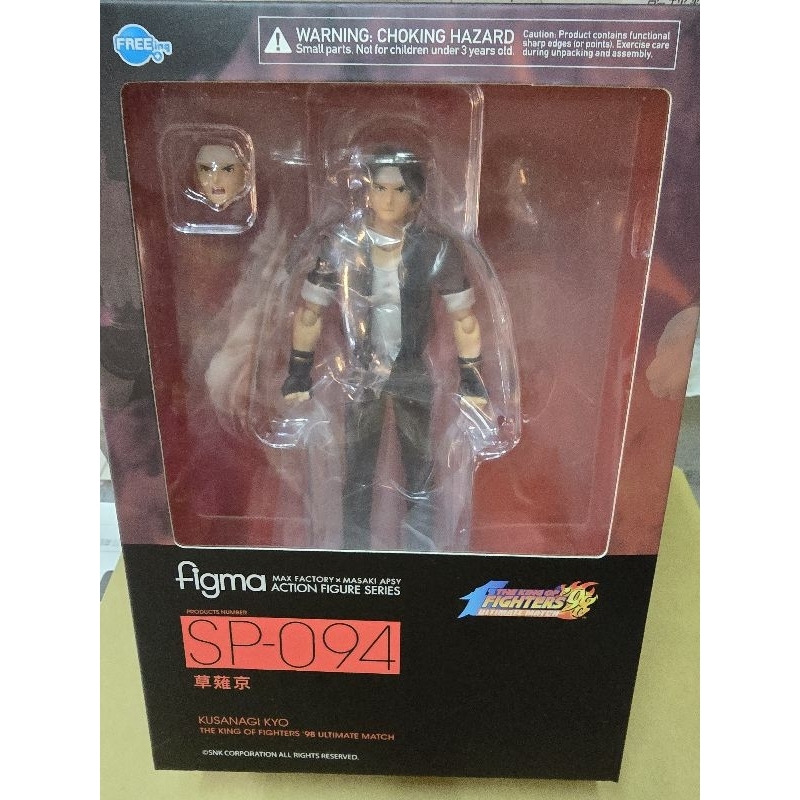 FREEing
WARNING: CHOKING HAZARD
Small parts. Not for children under 3 years old.
Caution: Product contains functional
sharp edges (or points). Exercise care
during unpacking and assembly.
figma
MAX FACTORY × MASAKI APSY
ACTION FIGURE SERIES
THE KING OF
FIGHTERS '98
ULTIMATE MATCH
PRODUCTS NUMBER
SP-094
草薙京
KUSANAGI KYO
THE KING OF FIGHTERS '98 ULTIMATE MATCH
©SNK CORPORATION ALL RIGHTS RESERVED.